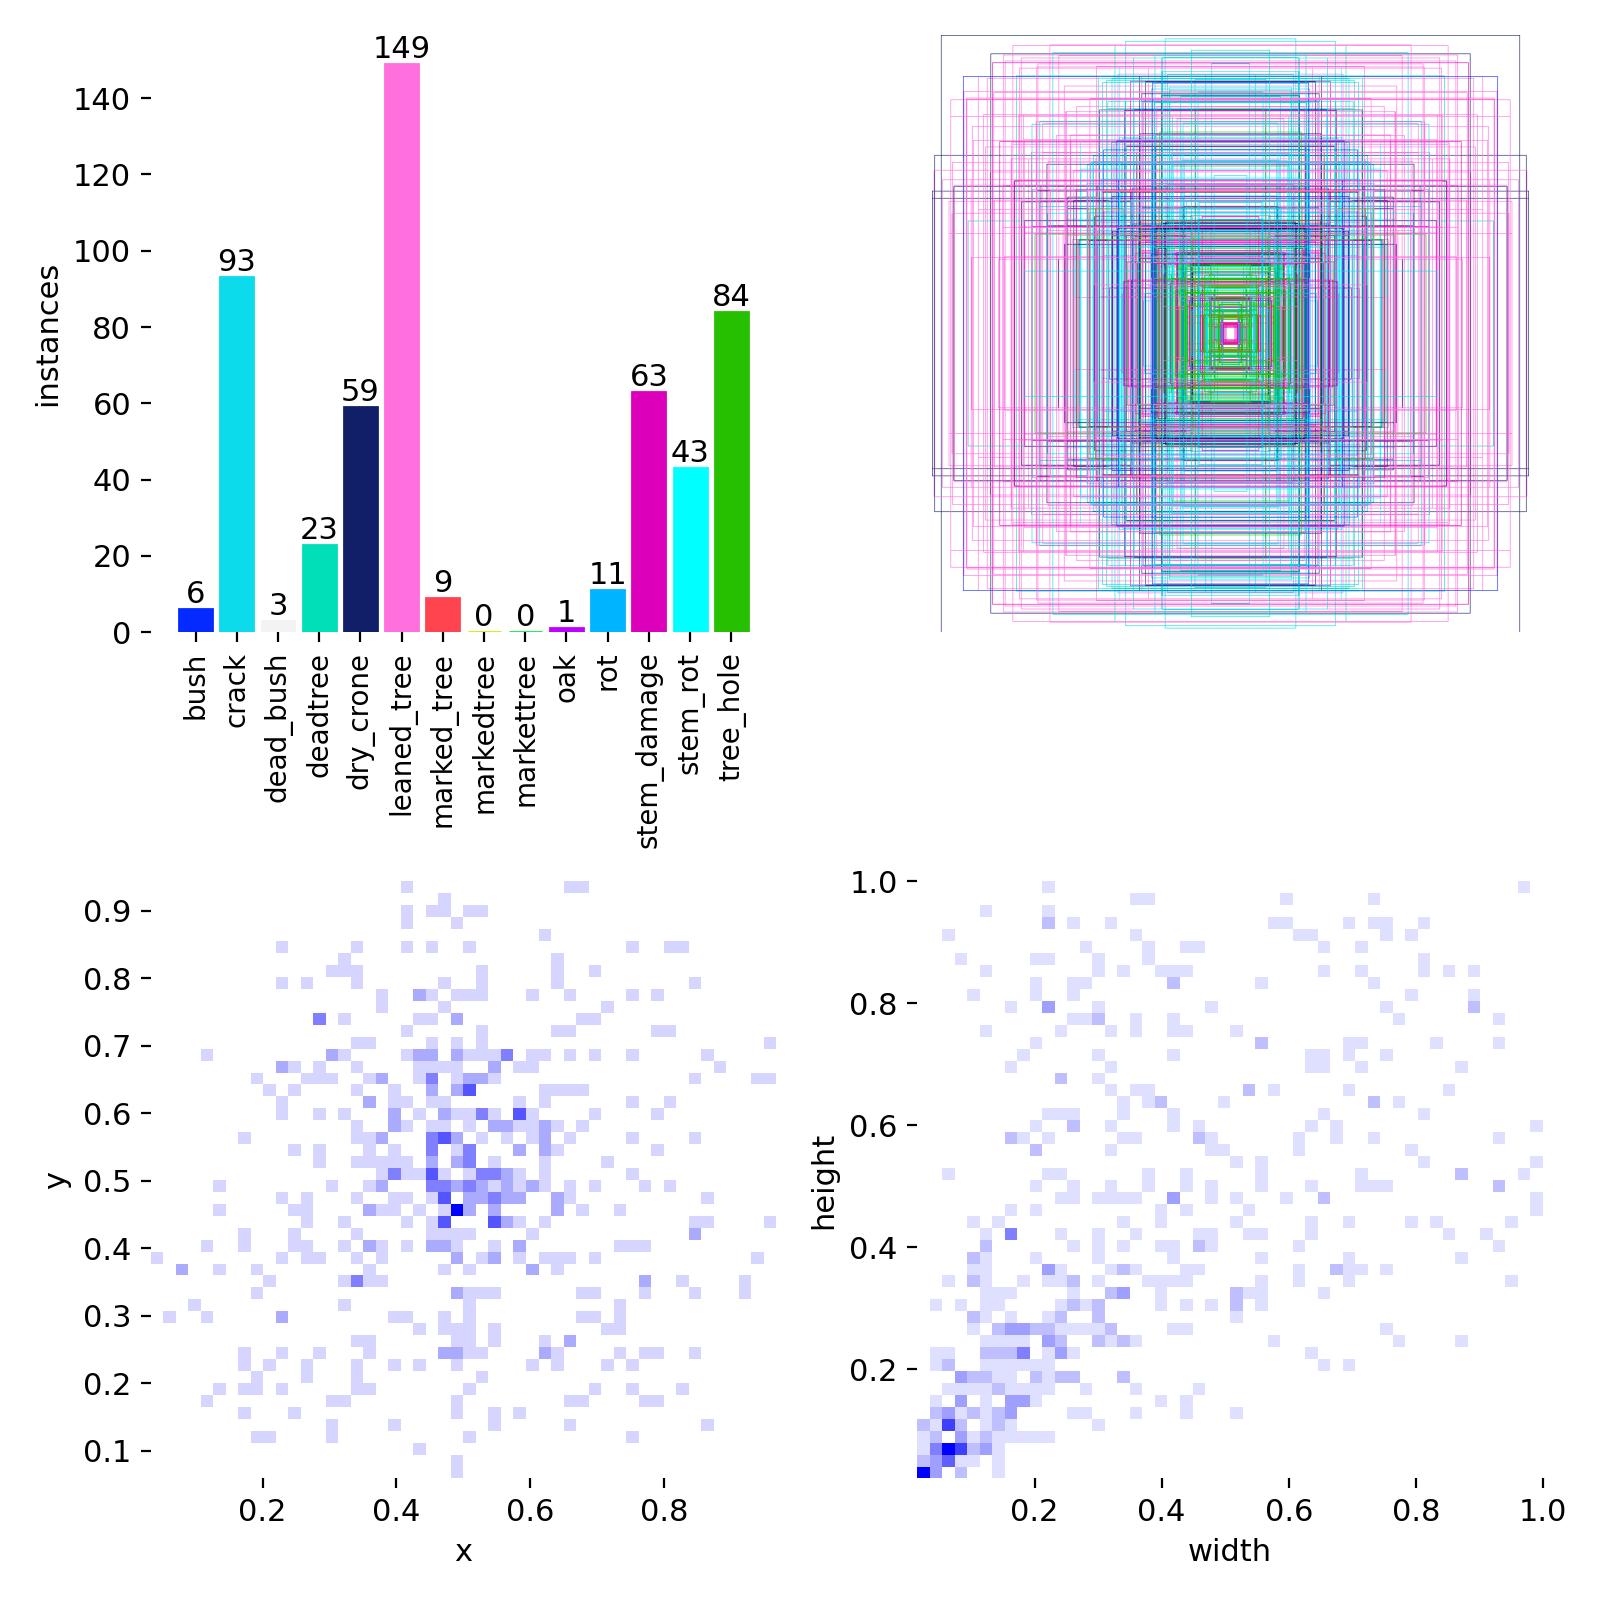 149
140
120
100
93
84
80
63
60
59
43
40
23
20
11
9
6
3
0
0
1
0
instances
bush
crack
dead_bush
deadtree
dry_crone
leaned_tree
marked_tree
markedtree
markettree
oak
rot
stem_damage
stem_rot
tree_hole
0.9
0.8
0.7
0.6
0.5
0.4
0.3
0.2
0.1
y
0.2 0.4 0.6 0.8
x
1.0
0.8
0.6
0.4
0.2
height
0.2 0.4 0.6 0.8 1.0
width